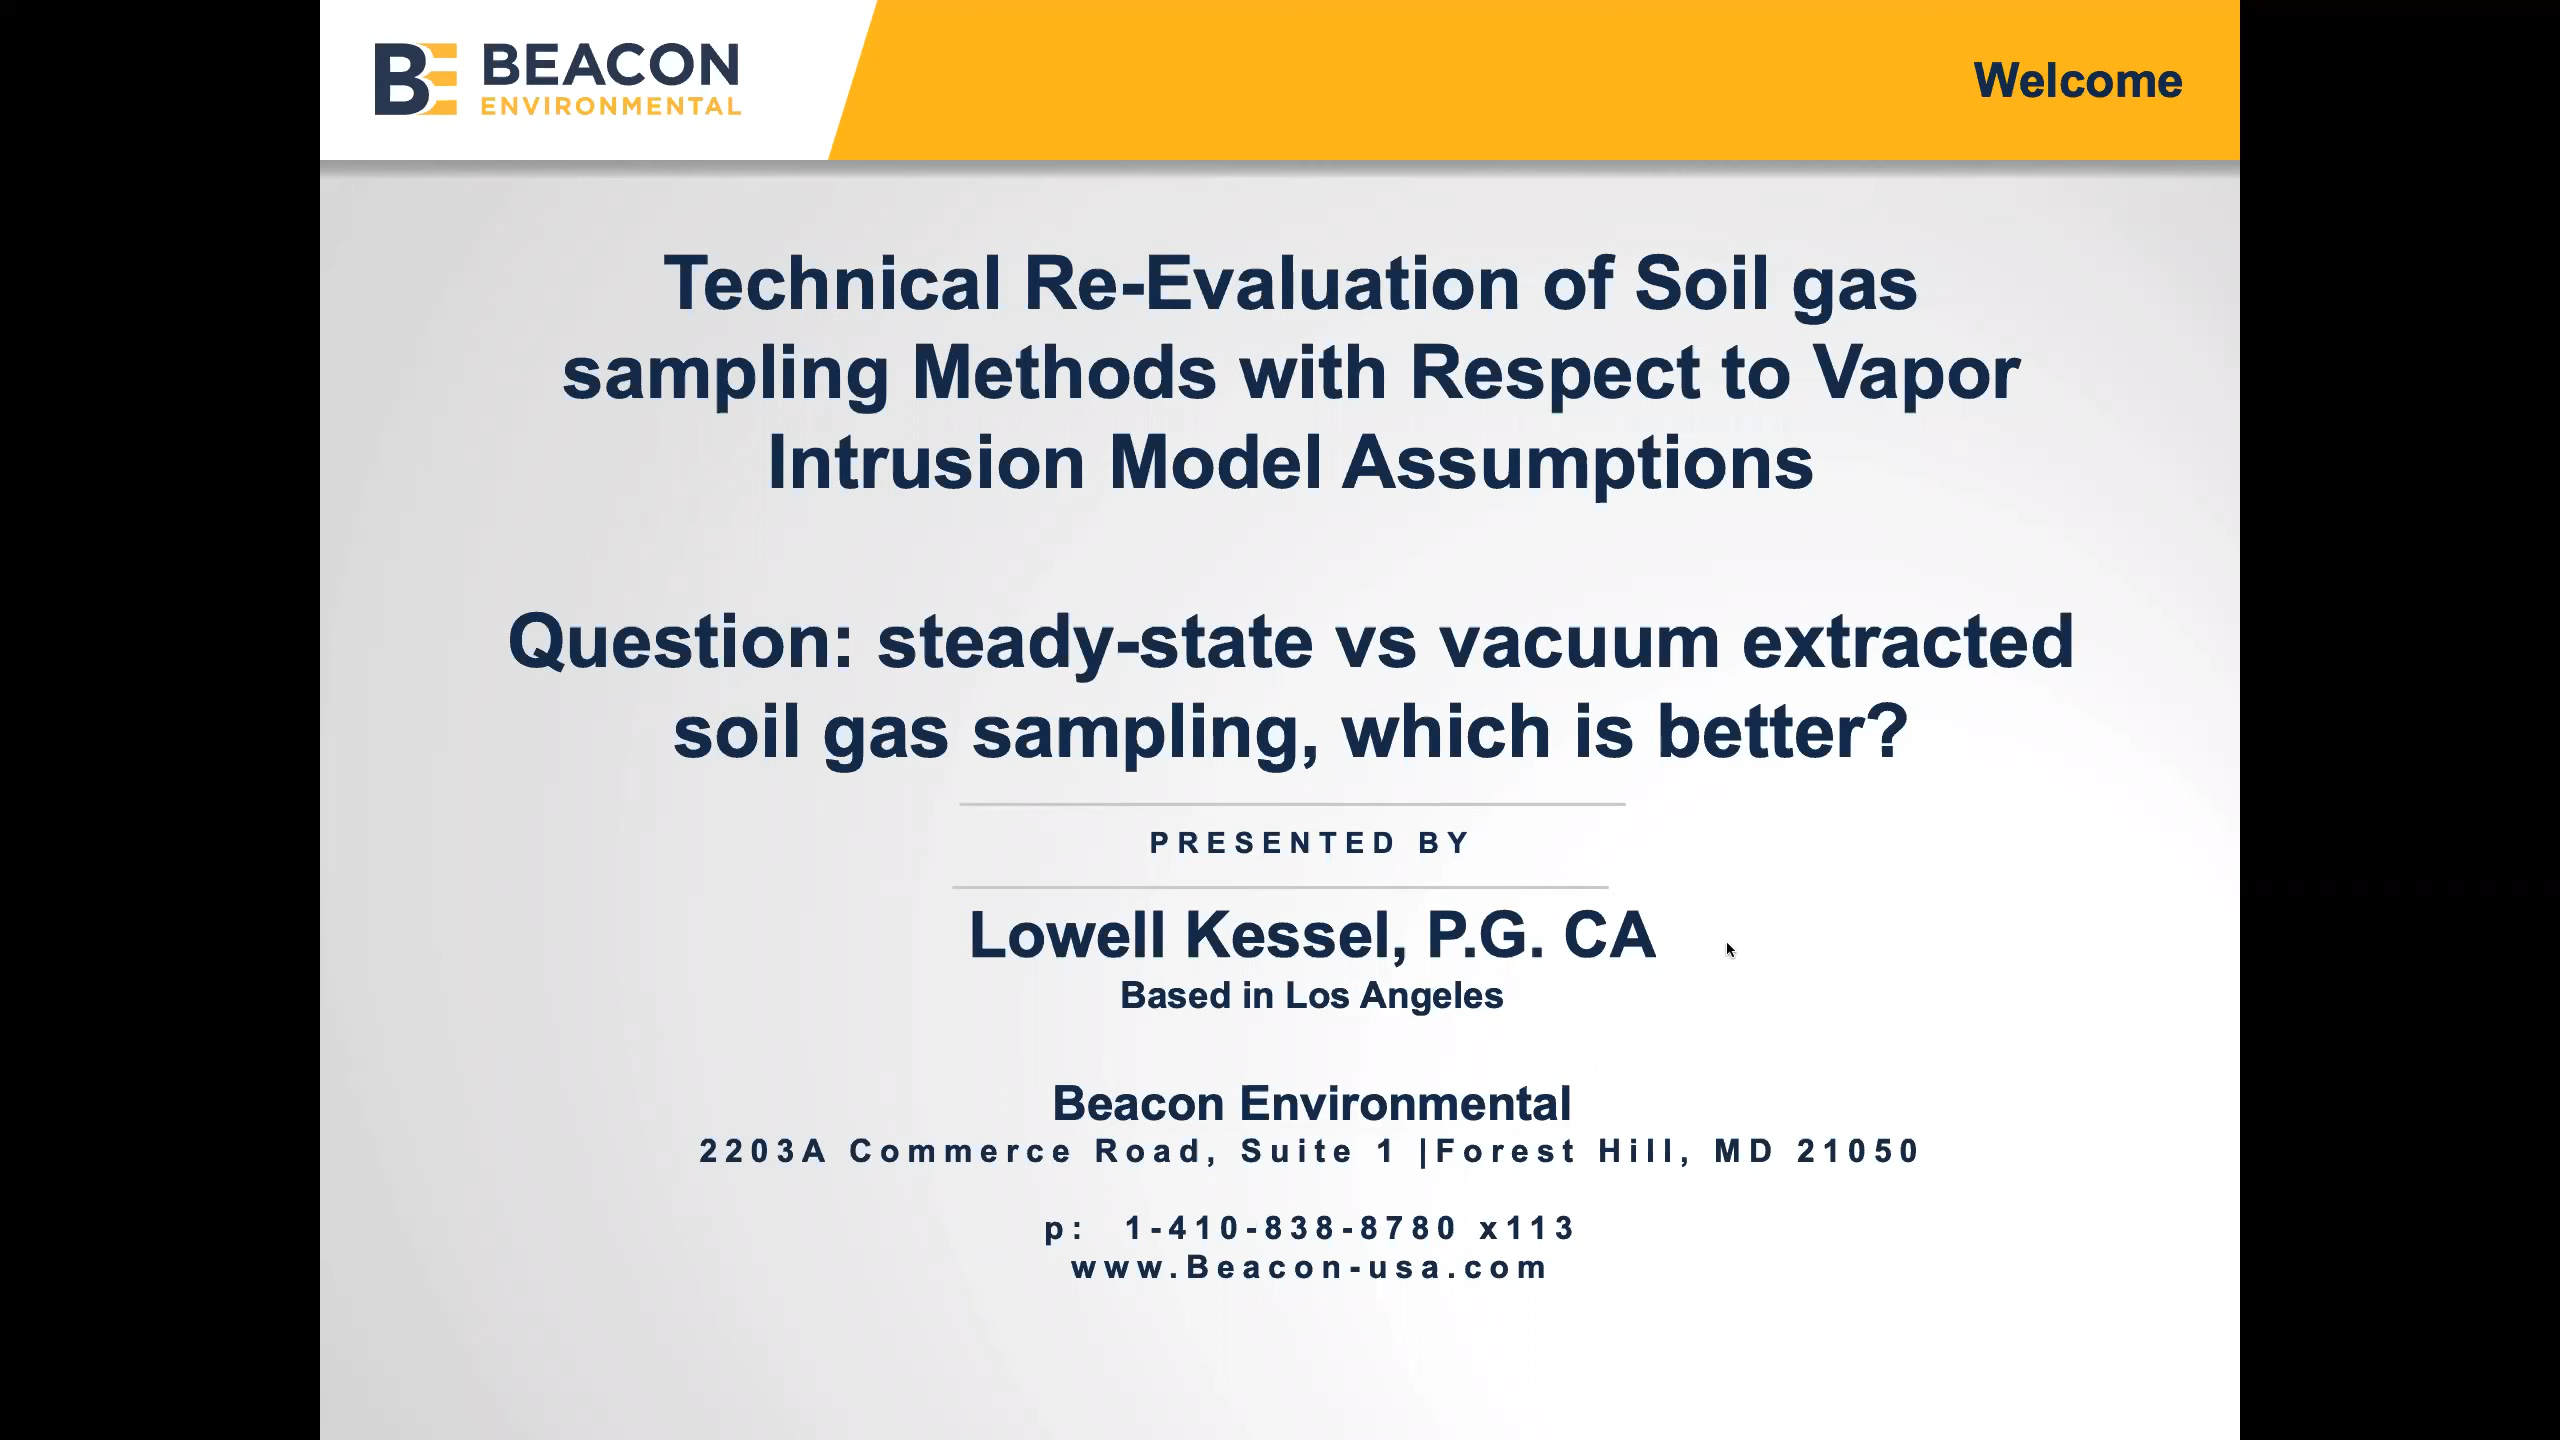 BE BEACON
ENVIRONMENTAL
Welcome
Technical Re-Evaluation of Soil gas
sampling Methods with Respect to Vapor
Intrusion Model Assumptions
Question: steady-state vs vacuum extracted
soil gas sampling, which is better?
PRESENTED BY
Lowell Kessel, P.G. CA
Based in Los Angeles
Beacon Environmental
2203A Commerce Road, Suite 1 |Forest Hill, MD 21050
p: 1-410-838-8780 x113
www.Beacon-usa.com